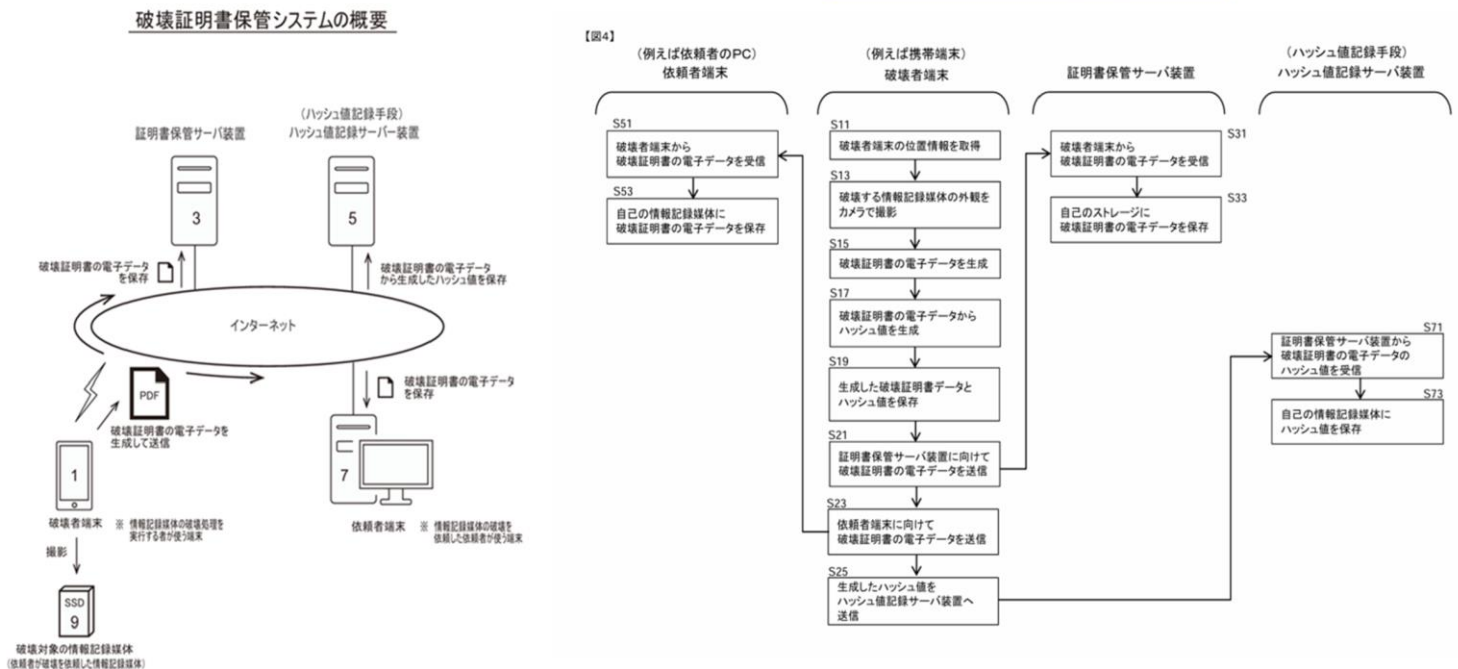 破壊証明書保管システムの概要
証明書保管サーバ装置
3
(ハッシュ値記録手段)
ハッシュ値記録サーバー装置
5
破壊証明書の電子データ
を保存
破壊証明書の電子データ
から生成したハッシュ値を保存
インターネット
PDF
破壊証明書の電子データを
生成して送信
破壊証明書の電子データ
を保存
1
破壊者端末
※ 情報記録媒体の破壊処理を
実行する者が使う端末
7
依頼者端末
※ 情報記録媒体の破壊を
依頼した依頼者が使う端末
撮影
SSD
9
破壊対象の情報記録媒体
(依頼者が破壊を依頼した情報記録媒体)
【図4】
(例えば依頼者のPC)
依頼者端末
(例えば携帯端末)
破壊者端末
証明書保管サーバ装置
(ハッシュ値記録手段)
ハッシュ値記録サーバ装置
S51
破壊者端末から
破壊証明書の電子データを受信
S53
自己の情報記録媒体に
破壊証明書の電子データを保存
S11
破壊者端末の位置情報を取得
S13
破壊する情報記録媒体の外観を
カメラで撮影
S15
破壊証明書の電子データを生成
S17
破壊証明書の電子データから
ハッシュ値を生成
S19
生成した破壊証明書データと
ハッシュ値を保存
S21
証明書保管サーバ装置に向けて
破壊証明書の電子データを送信
S23
依頼者端末に向けて
破壊証明書の電子データを送信
S25
生成したハッシュ値を
ハッシュ値記録サーバ装置へ
送信
S31
破壊者端末から
破壊証明書の電子データを受信
S33
自己のストレージに
破壊証明書の電子データを保存
S71
証明書保管サーバ装置から
破壊証明書の電子データの
ハッシュ値を受信
S73
自己の情報記録媒体に
ハッシュ値を保存